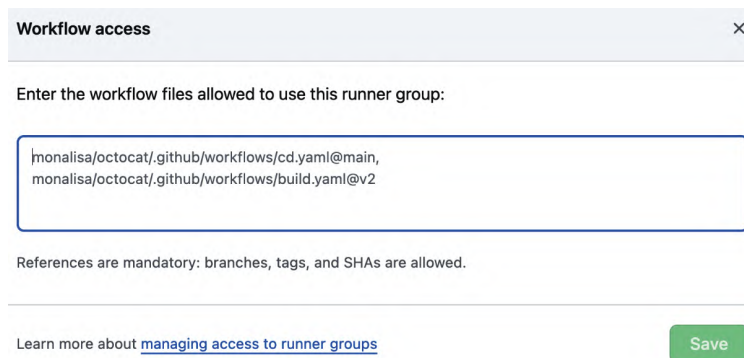 Workflow access
Enter the workflow files allowed to use this runner group:
monalisa/octocat/.github/workflows/cd.yaml@main,
monalisa/octocat/.github/workflows/build.yaml@v2
References are mandatory: branches, tags, and SHAs are allowed.
Learn more about managing access to runner groups
Save